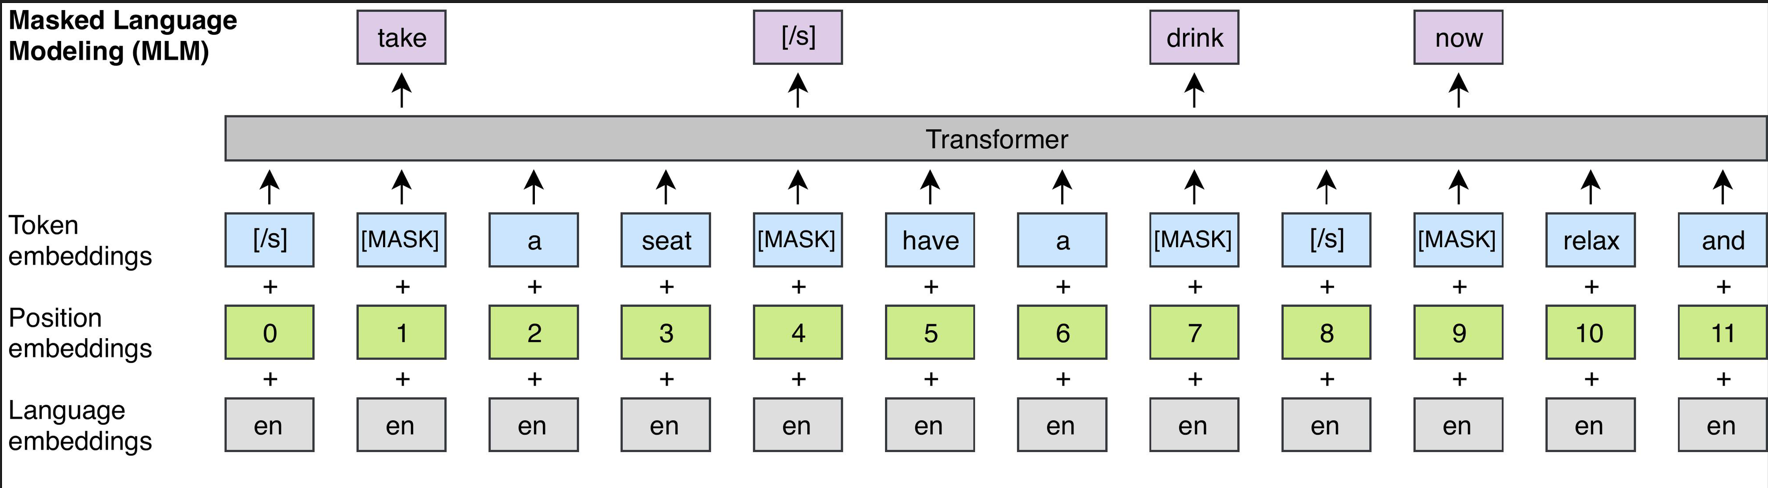 Masked Language
Modeling (MLM)
take [/s] drink now
Transformer
Token
embeddings
[/s] [MASK] a seat [MASK] have a [MASK] [/s] [MASK] relax and
+ + + + + + + + + + + +
Position
embeddings
0 1 2 3 4 5 6 7 8 9 10 11
+ + + + + + + + + + + +
Language
embeddings
en en en en en en en en en en en en